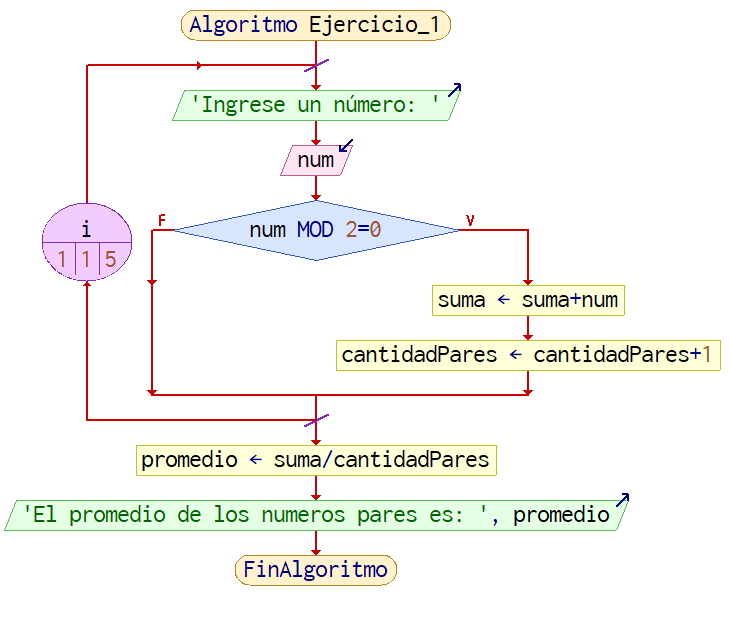 Algoritmo Ejercicio_1
'Ingrese un número: '
num
i
1 1 5
F
num MOD 2=0
V
suma ← suma+num
cantidadPares ← cantidadPares+1
promedio ← suma/cantidadPares
'El promedio de los numeros pares es: ', promedio
FinAlgoritmo